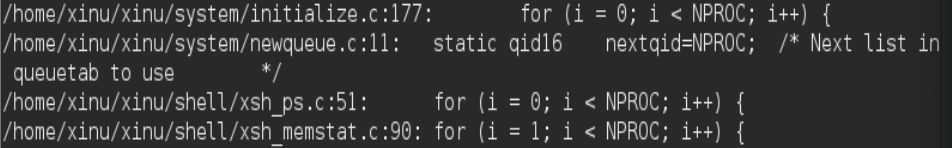 /home/xinu/xinu/system/initialize.c:177:        for (i = 0; i < NPROC; i++) {
/home/xinu/xinu/system/newqueue.c:11:   static qid16    nextqid=NPROC;  /* Next list in
 queuetab to use        */
/home/xinu/xinu/shell/xsh_ps.c:51:      for (i = 0; i < NPROC; i++) {
/home/xinu/xinu/shell/xsh_memstat.c:90: for (i = 1; i < NPROC; i++) {